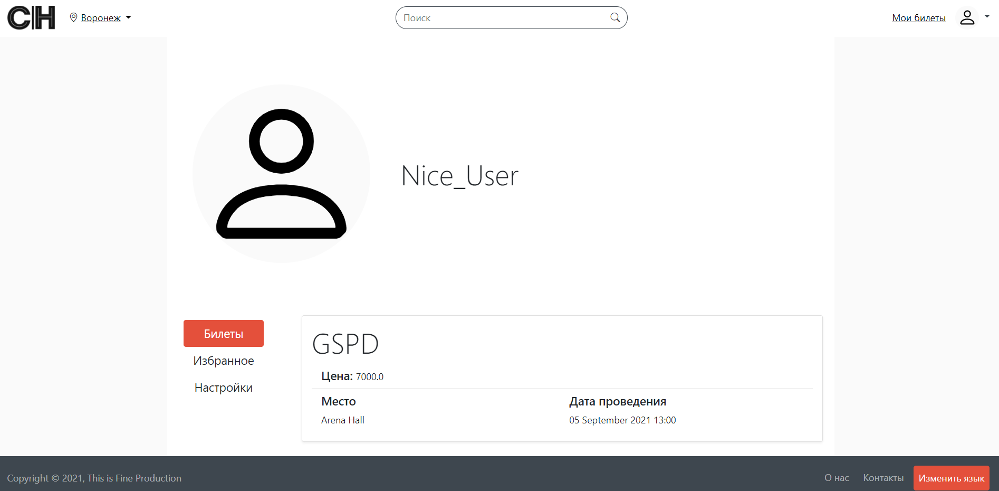 CH
Воронеж
Поиск
Мои билеты
Nice_User
Билеты
Избранное
Настройки
GSPD
Цена: 7000.0
Место
Дата проведения
Arena Hall
05 September 2021 13:00
Copyright © 2021, This is Fine Production
О нас
Контакты
Изменить язык